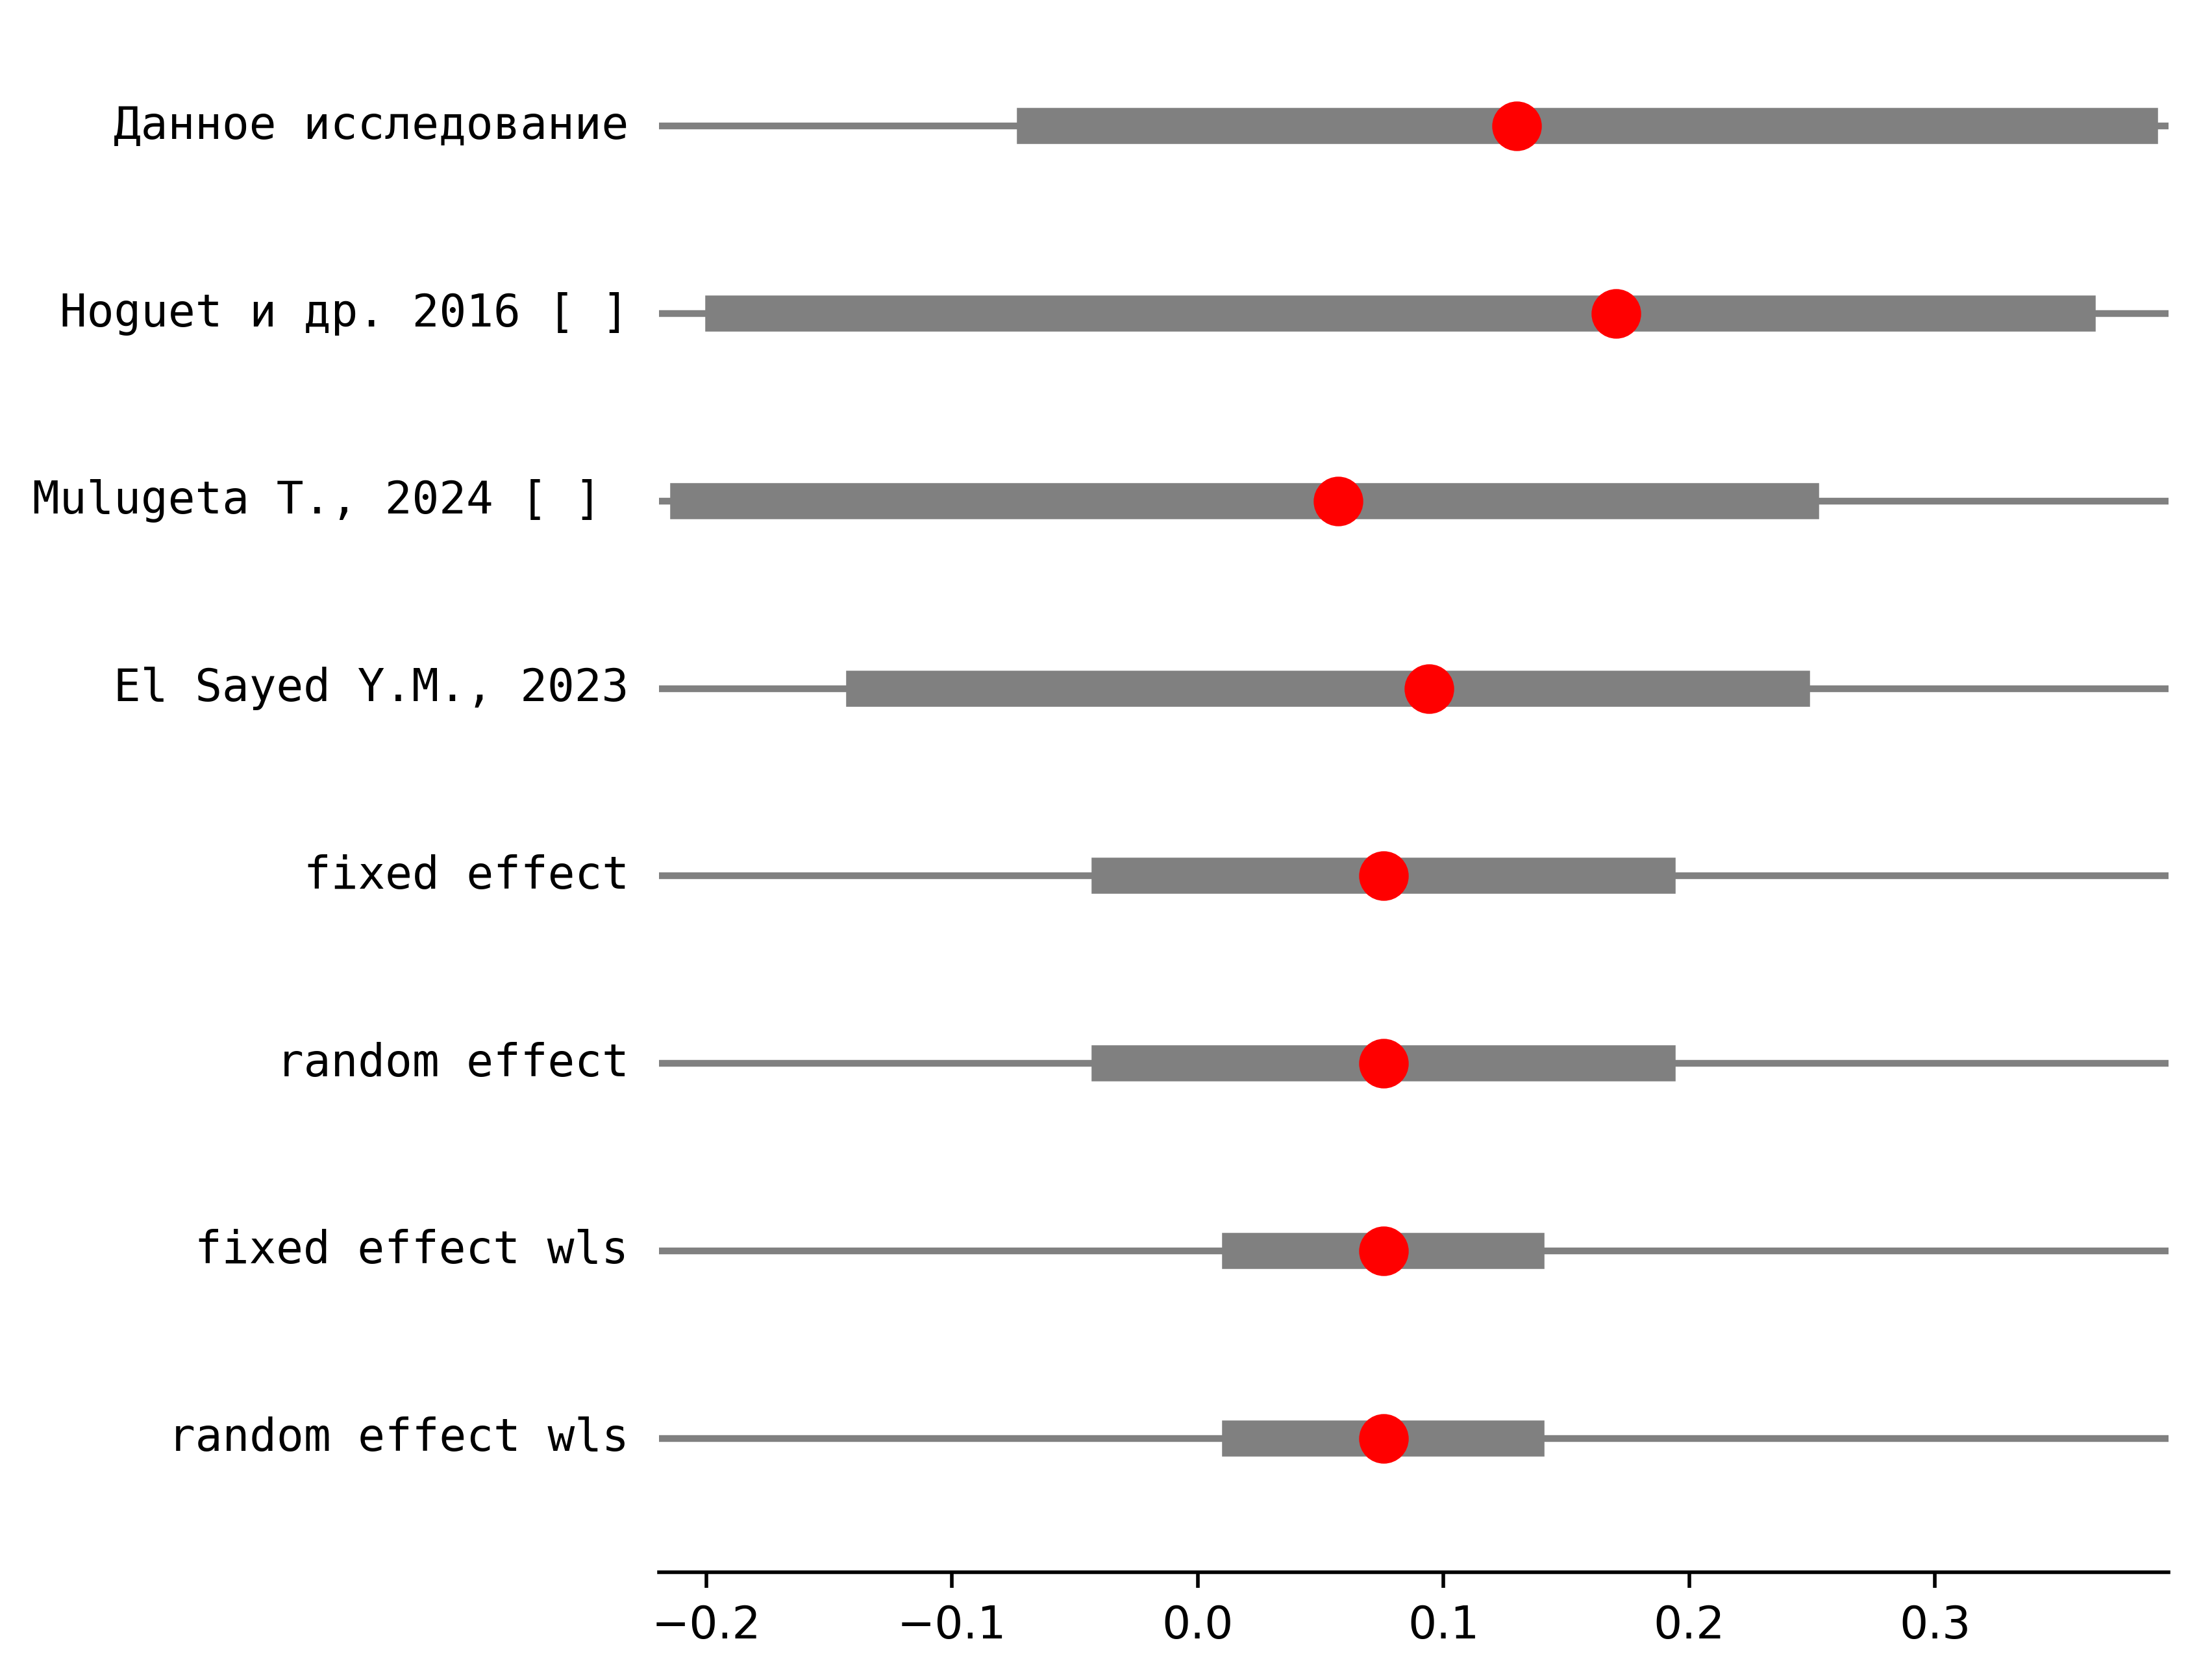 Данное исследование
Hoguet и др. 2016 [ ]
Mulugeta T., 2024 [ ]
El Sayed Y.M., 2023
fixed effect
random effect
fixed effect wls
random effect wls
−0.2 −0.1 0.0 0.1 0.2 0.3